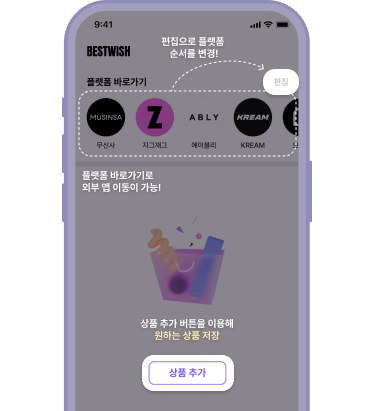 9:41
편집으로 플랫폼
순서를 변경!
BESTWISH
플랫폼 바로가기
편집
MUSINSA
Z
ABLY
KREAM
무신사
지그재그
에이블리
KREAM
플랫폼 바로가기로
외부 앱 이동이 가능!
상품 추가 버튼을 이용해
원하는 상품 저장
상품 추가